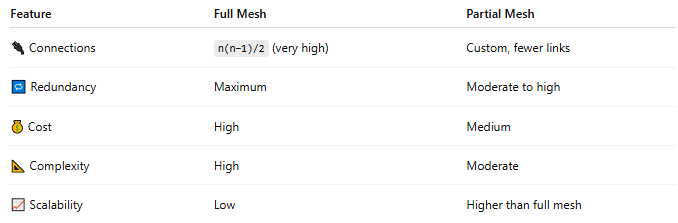 Feature Full Mesh Partial Mesh
Connections n(n-1)/2 (very high) Custom, fewer links
Redundancy Maximum Moderate to high
Cost High Medium
Complexity High Moderate
Scalability Low Higher than full mesh